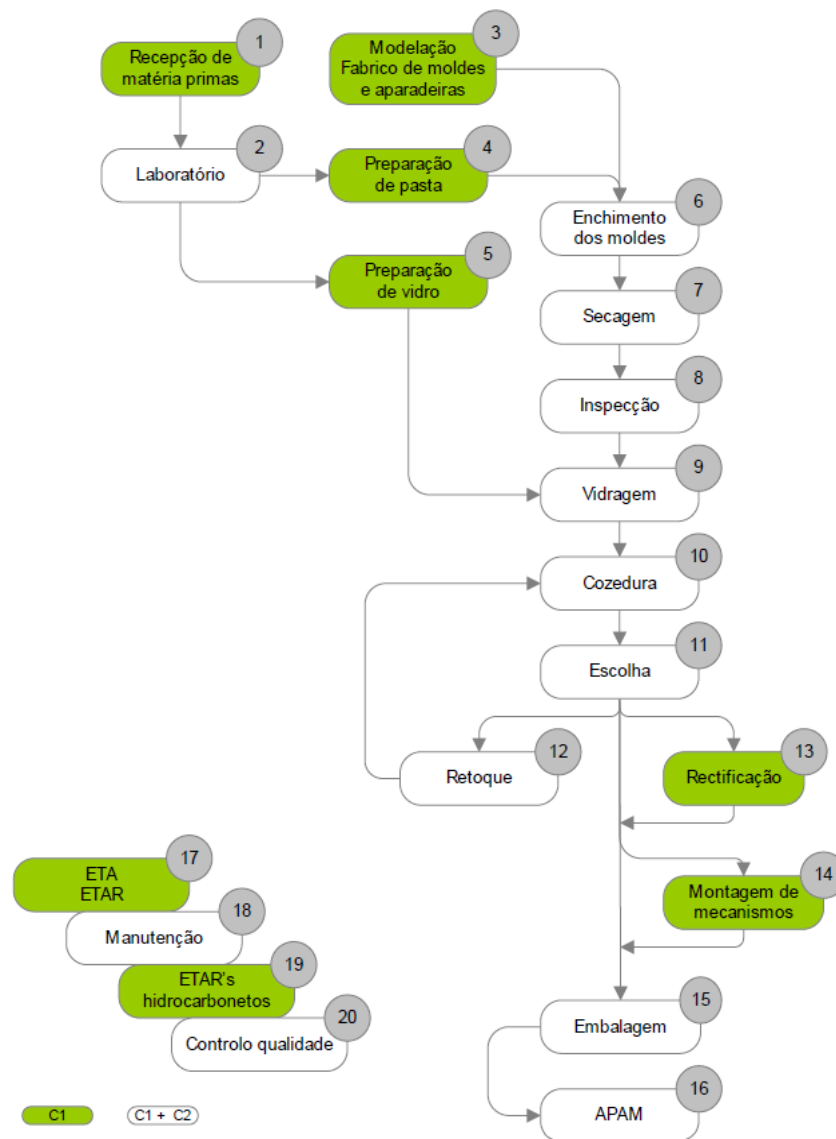 1
Recepção de
matéria primas
3
Modelação
Fabrico de moldes
e aparadeiras
2
Laboratório
4
Preparação
de pasta
6
Enchimento
dos moldes
5
Preparação
de vidro
7
Secagem
8
Inspecção
9
Vidragem
10
Cozedura
11
Escolha
12
Retoque
13
Rectificação
14
Montagem de
mecanismos
17
ETA
ETAR
18
Manutenção
19
ETAR's
hidrocarbonetos
20
Controlo qualidade
15
Embalagem
16
APAM
C1
C1 + C2